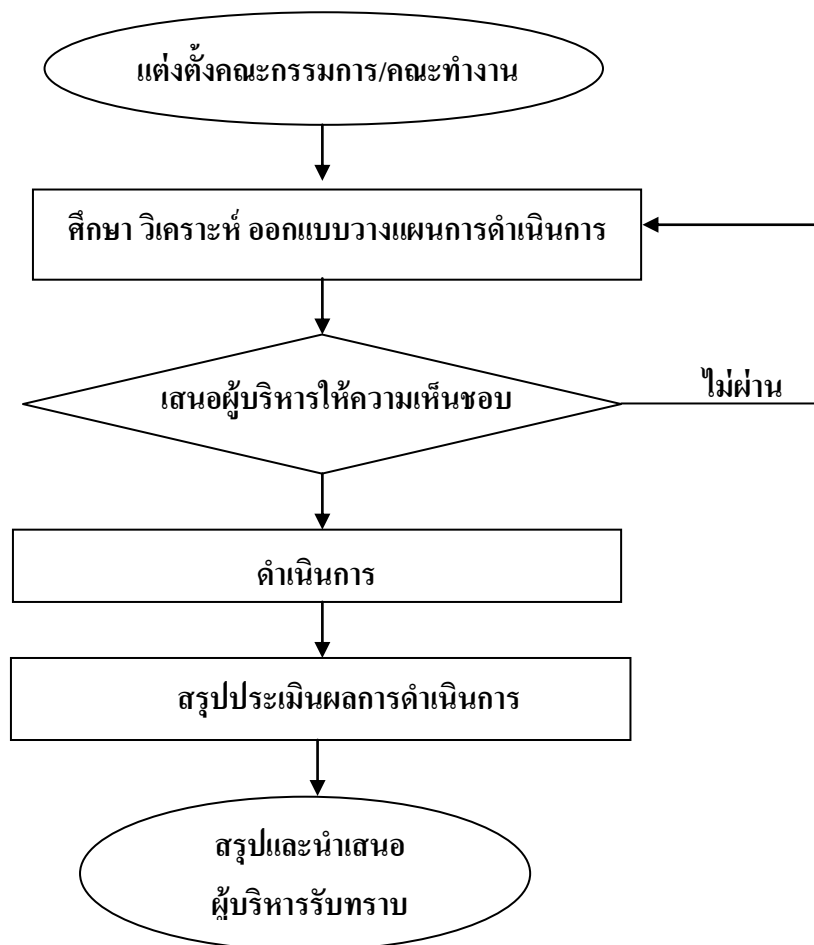 แต่งตั้งคณะกรรมการ/คณะทำงาน
ศึกษา วิเคราะห์ ออกแบบวางแผนการดำเนินการ
เสนอผู้บริหารให้ความเห็นชอบ
ไม่ผ่าน
ดำเนินการ
สรุปประเมินผลการดำเนินการ
สรุปและนำเสนอ
ผู้บริหารรับทราบ